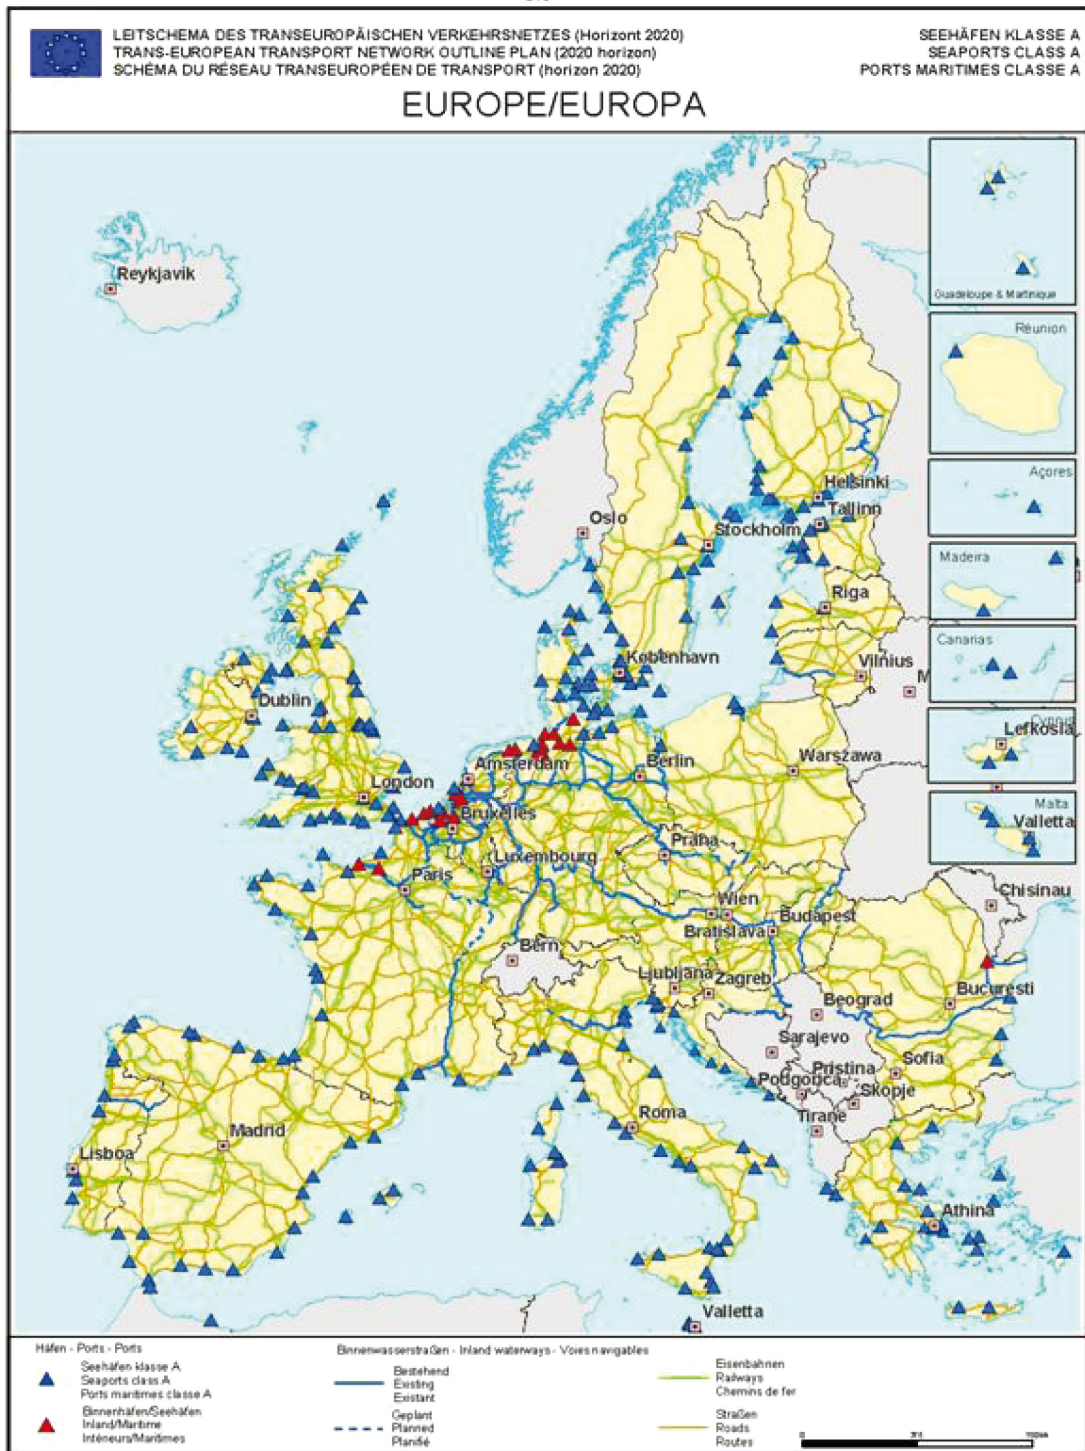 LEITSCHEMA DES TRANSEUROPÄISCHEN VERKEHRSNETZES (Horizont 2020)
TRANS-EUROPEAN TRANSPORT NETWORK OUTLINE PLAN (2020 horizon)
SCHÉMA DU RÉSEAU TRANSEUROPÉEN DE TRANSPORT (horizon 2020)
SEEHÄFEN KLASSE A
SEAPORTS CLASS A
PORTS MARITIMES CLASSE A
EUROPE/EUROPA
Reykjavik
Guadeloupe & Martinique
Réunion
Açores
Madeira
Canarias
Cyprus
Lefkosia
Malta
Valletta
Helsinki
Tallinn
Oslo
Stockholm
Riga
København
Vilnius
M
Dublin
Amsterdam
Berlin
Warszawa
London
Bruxelles
Luxembourg
Praha
Paris
Wien
Budapest
Bratislava
Chisinau
Bern
Ljubljana
Zagreb
Beograd
Bucuresti
Sarajevo
Pristina
Sofia
Podgorica
Skopje
Roma
Tirane
Madrid
Lisboa
Athina
Valletta
Häfen - Ports - Ports
Seehäfen klasse A
Seaports class A
Ports maritimes classe A
Binnenhäfen/Seehäfen
Inland/Maritime
Intérieurs/Maritimes
Binnenwasserstraßen - Inland waterways - Voies navigables
Bestehend
Existing
Existant
Geplant
Planned
Planifié
Eisenbahnen
Railways
Chemins de fer
Straßen
Roads
Routes
0